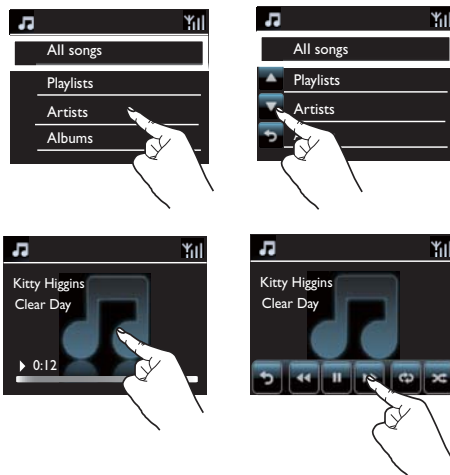 All songs
Playlists
Artists
Albums
All songs
Playlists
Artists
Kitty Higgins
Clear Day
0:12
Kitty Higgins
Clear Day